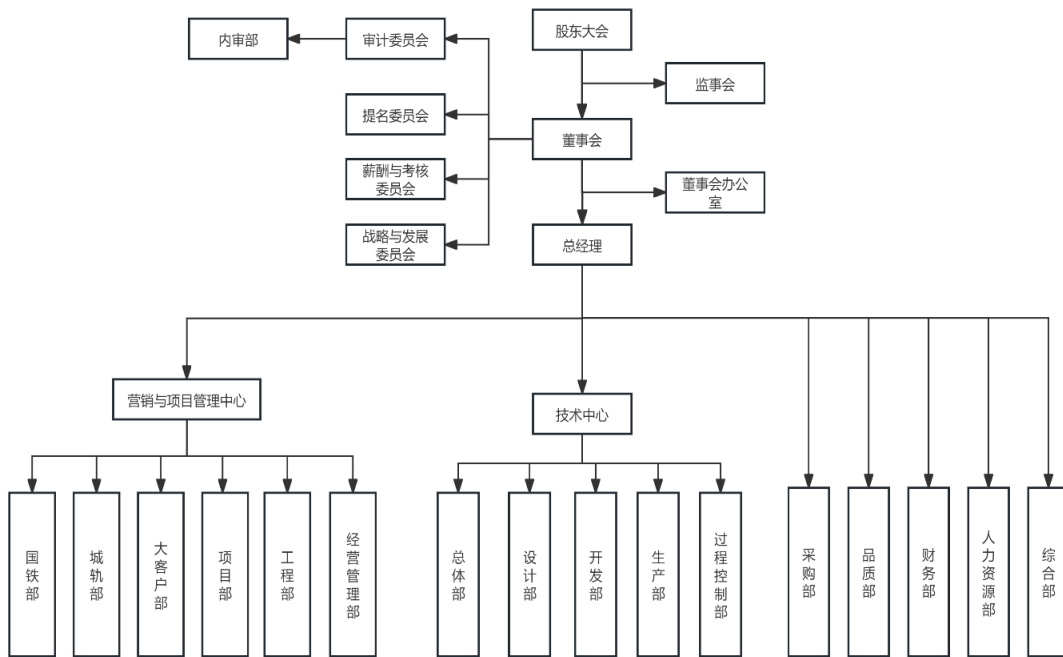 股东大会
内审部
审计委员会
监事会
提名委员会
董事会
薪酬与考核
委员会
董事会办公
室
战略与发展
委员会
总经理
营销与项目管理中心
技术中心
国铁部
城轨部
大客户部
项目部
工程部
经营管理部
总体部
设计部
开发部
生产部
过程控制部
采购部
品质部
财务部
人力资源部
综合部